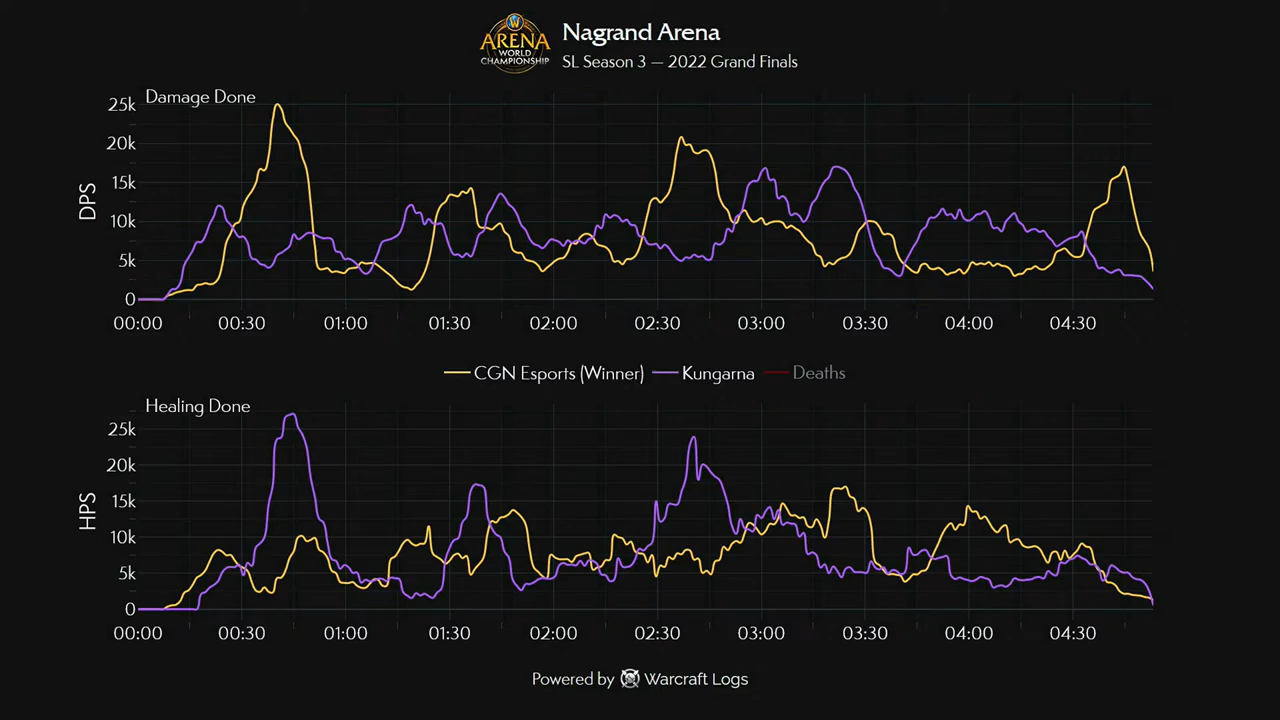 W
ARENA
WORLD
CHAMPIONSHIP
Nagrand Arena
SL Season 3 — 2022 Grand Finals
Damage Done
DPS
25k
20k
15k
10k
5k
0
00:00 00:30 01:00 01:30 02:00 02:30 03:00 03:30 04:00 04:30
CGN Esports (Winner) Kungarna Deaths
Healing Done
HPS
25k
20k
15k
10k
5k
0
00:00 00:30 01:00 01:30 02:00 02:30 03:00 03:30 04:00 04:30
Powered by Warcraft Logs